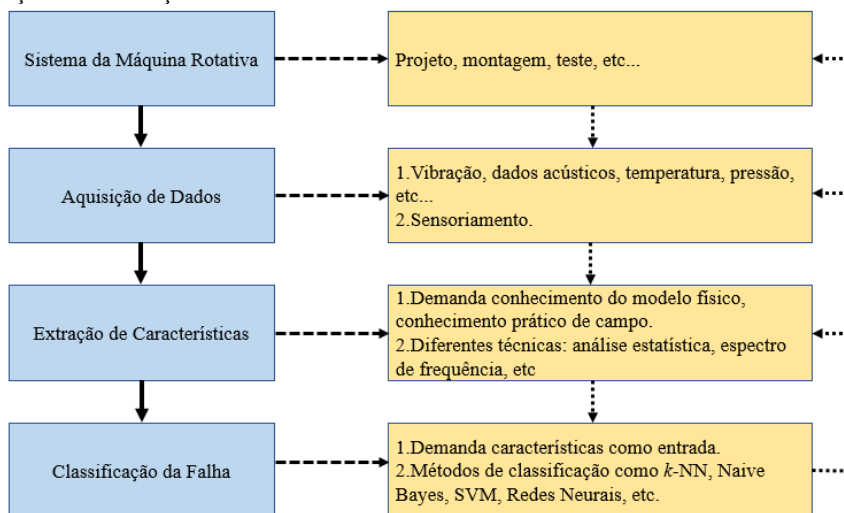 Sistema da Máquina Rotativa
Projeto, montagem, teste, etc...
Aquisição de Dados
1.Vibração, dados acústicos, temperatura, pressão,
etc...
2.Sensoriamento.
Extração de Características
1.Demanda conhecimento do modelo físico,
conhecimento prático de campo.
2.Diferentes técnicas: análise estatística, espectro
de frequência, etc
Classificação da Falha
1.Demanda características como entrada.
2.Métodos de classificação como k-NN, Naive
Bayes, SVM, Redes Neurais, etc.